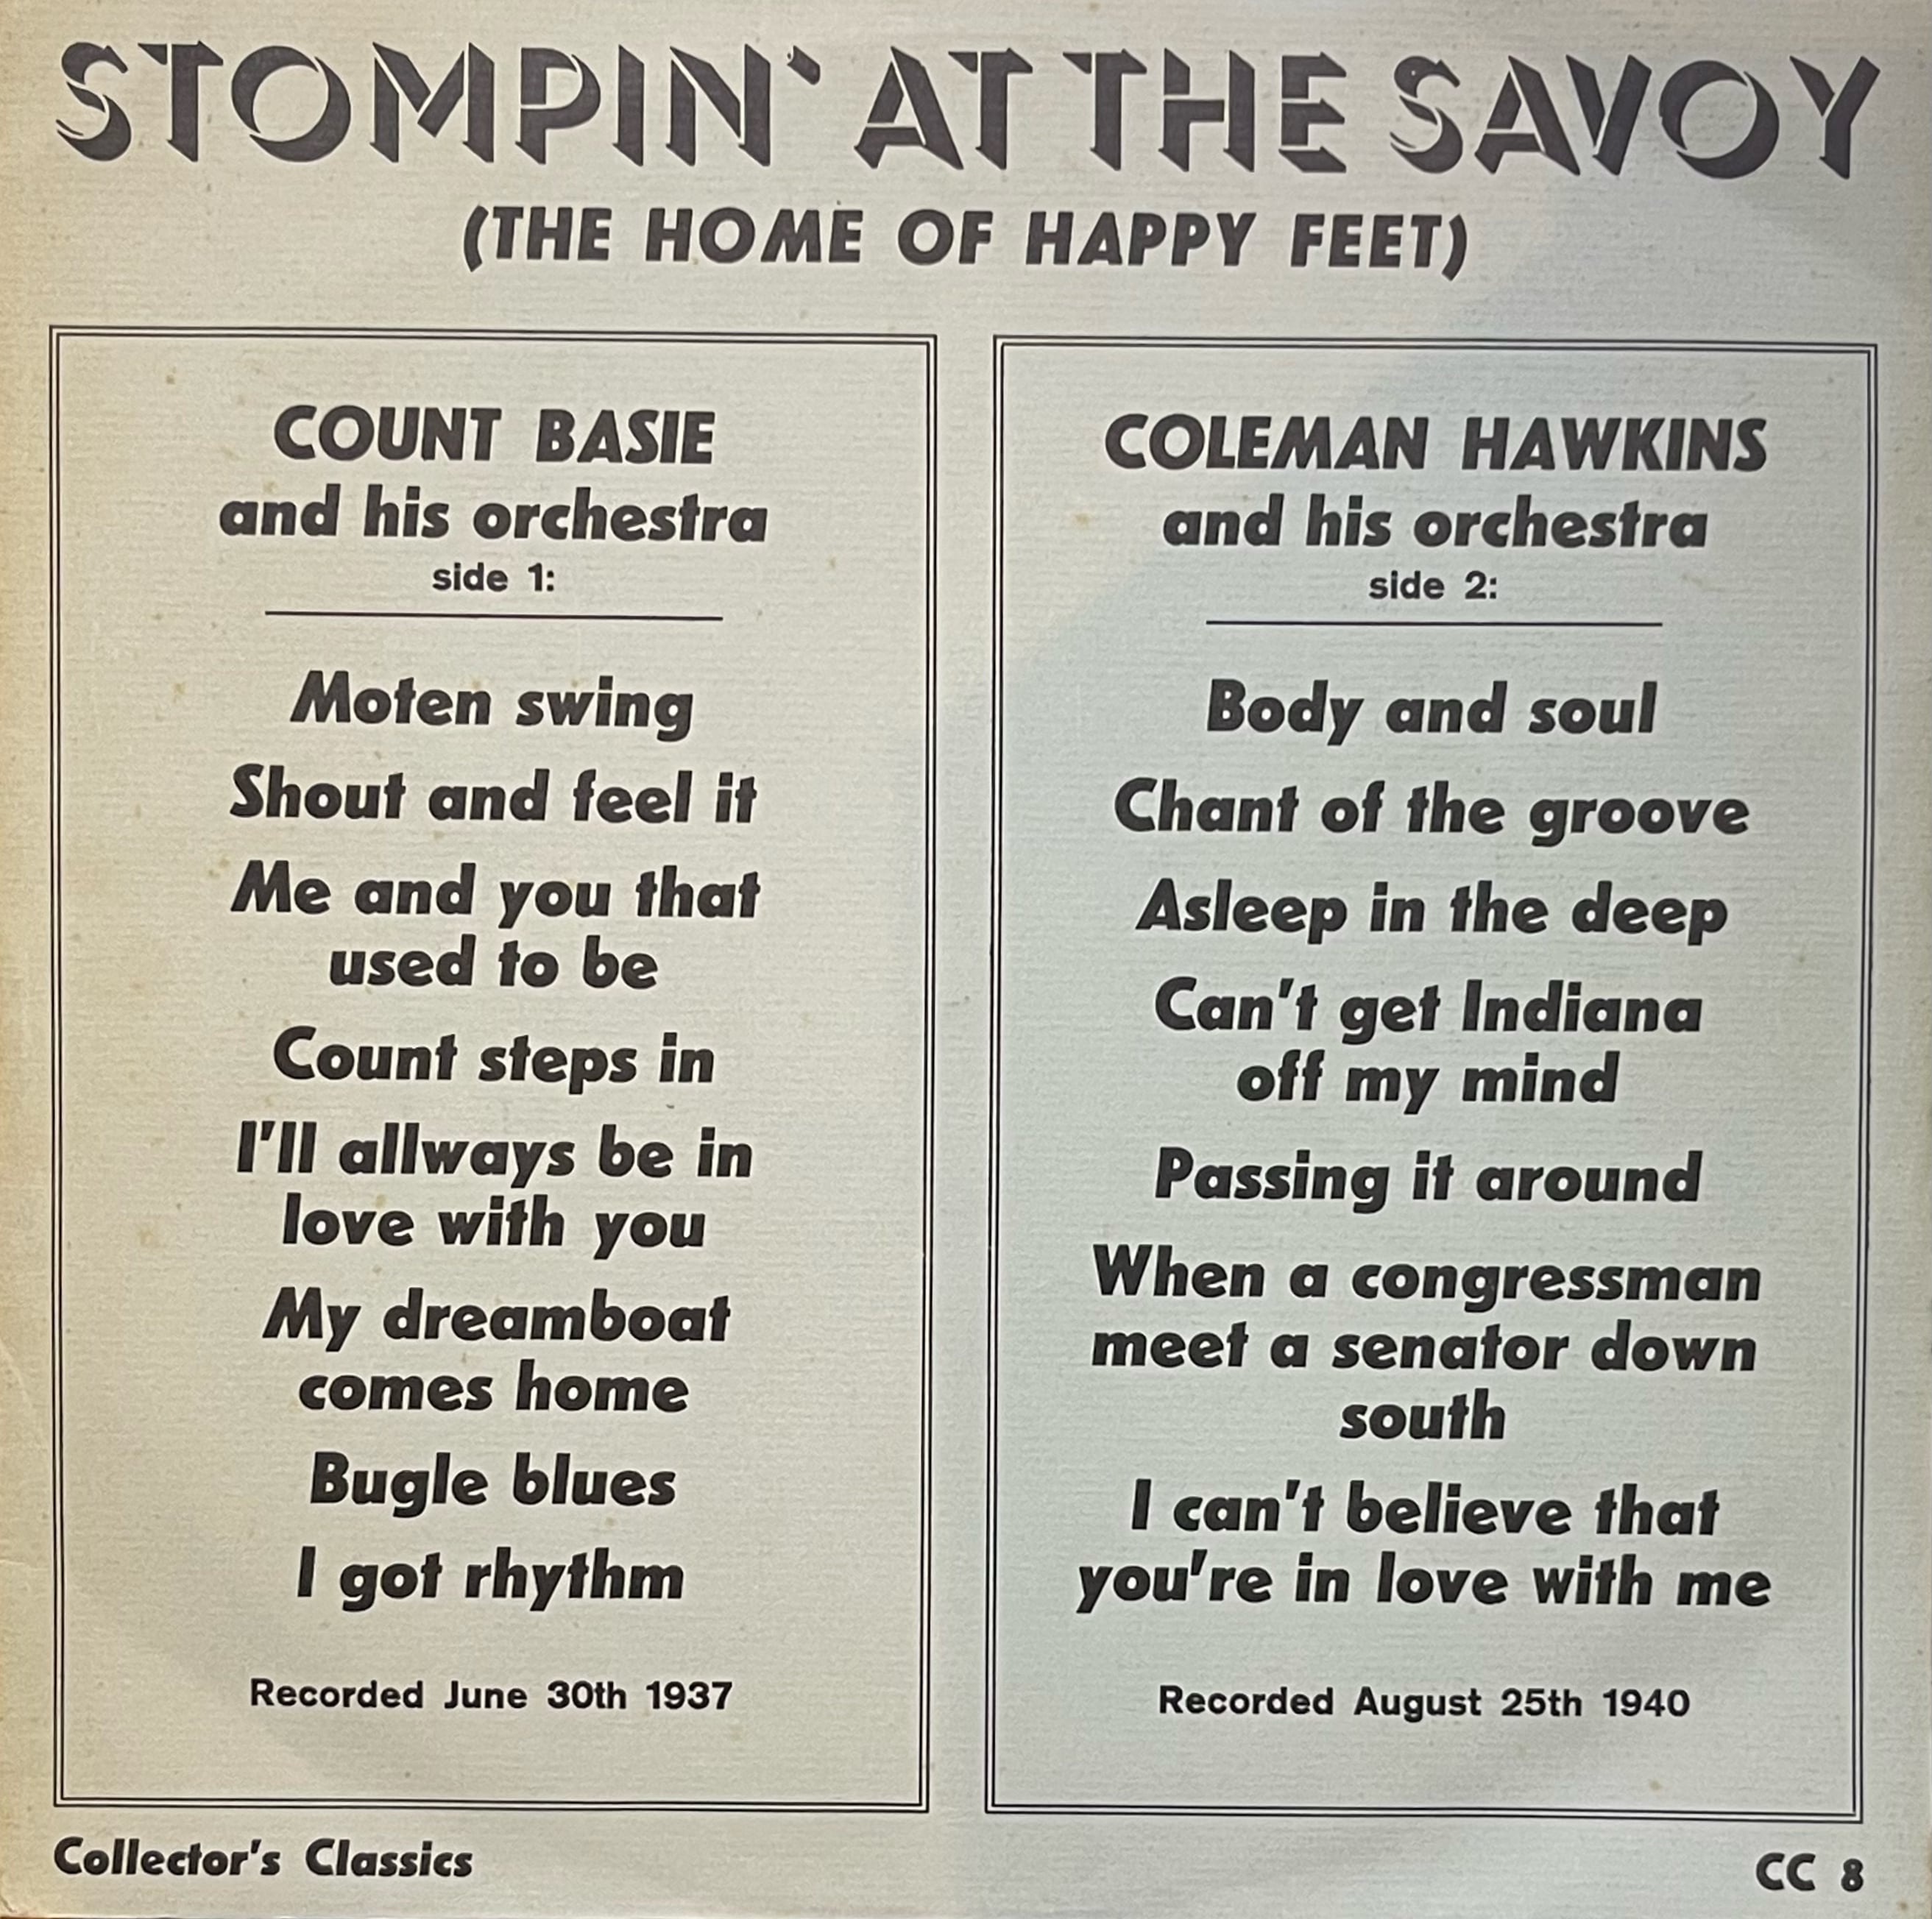 STOMPIN' AT THE SAVOY
(THE HOME OF HAPPY FEET)
COUNT BASIE
and his orchestra
side 1:
Moten swing
Shout and feel it
Me and you that
used to be
Count steps in
I'll allways be in
love with you
My dreamboat
comes home
Bugle blues
I got rhythm
Recorded June 30th 1937
COLEMAN HAWKINS
and his orchestra
side 2:
Body and soul
Chant of the groove
Asleep in the deep
Can't get Indiana
off my mind
Passing it around
When a congressman
meet a senator down
south
I can't believe that
you're in love with me
Recorded August 25th 1940
Collector's Classics
CC 8